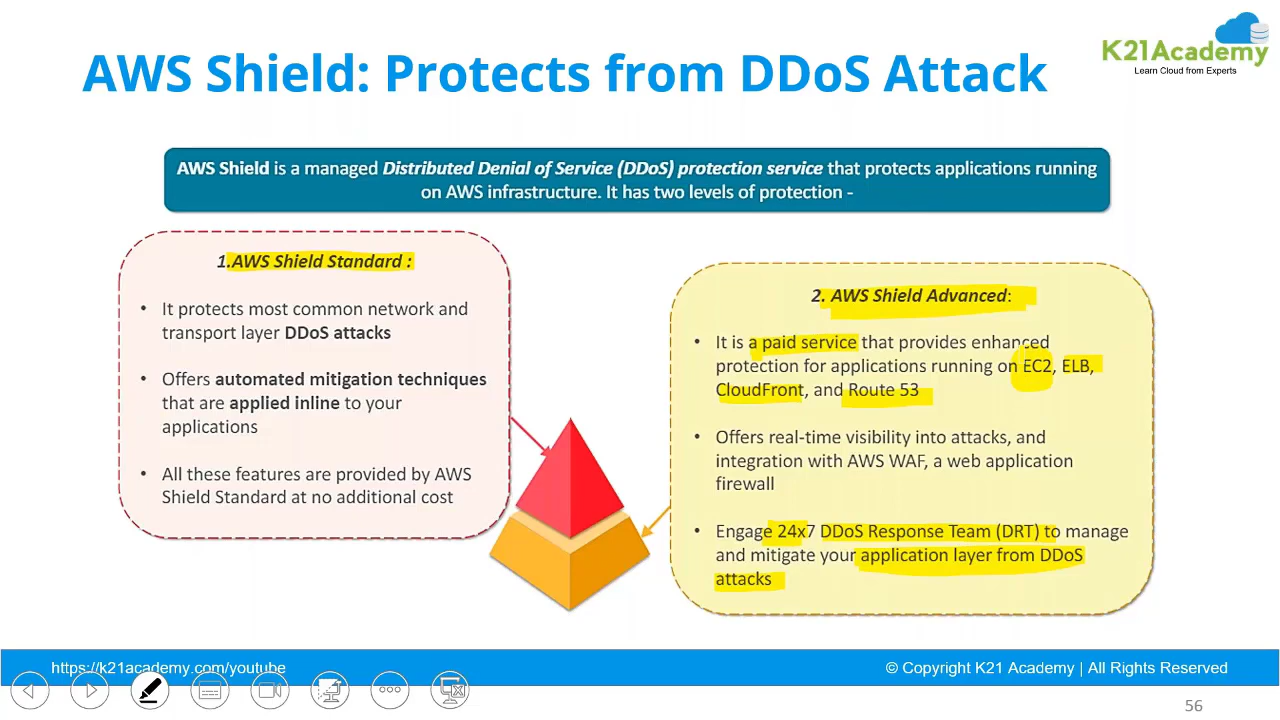 K21Academy
Learn Cloud from Experts
AWS Shield: Protects from DDoS Attack
AWS Shield is a managed Distributed Denial of Service (DDoS) protection service that protects applications running
on AWS infrastructure. It has two levels of protection -
1.AWS Shield Standard :
• It protects most common network and
transport layer DDoS attacks
• Offers automated mitigation techniques
that are applied inline to your
applications
• All these features are provided by AWS
Shield Standard at no additional cost
2. AWS Shield Advanced:
• It is a paid service that provides enhanced
protection for applications running on EC2, ELB,
CloudFront, and Route 53
• Offers real-time visibility into attacks, and
integration with AWS WAF, a web application
firewall
• Engage 24x7 DDoS Response Team (DRT) to manage
and mitigate your application layer from DDoS
attacks
https://k21academy.com/youtube
© Copyright K21 Academy | All Rights Reserved
56